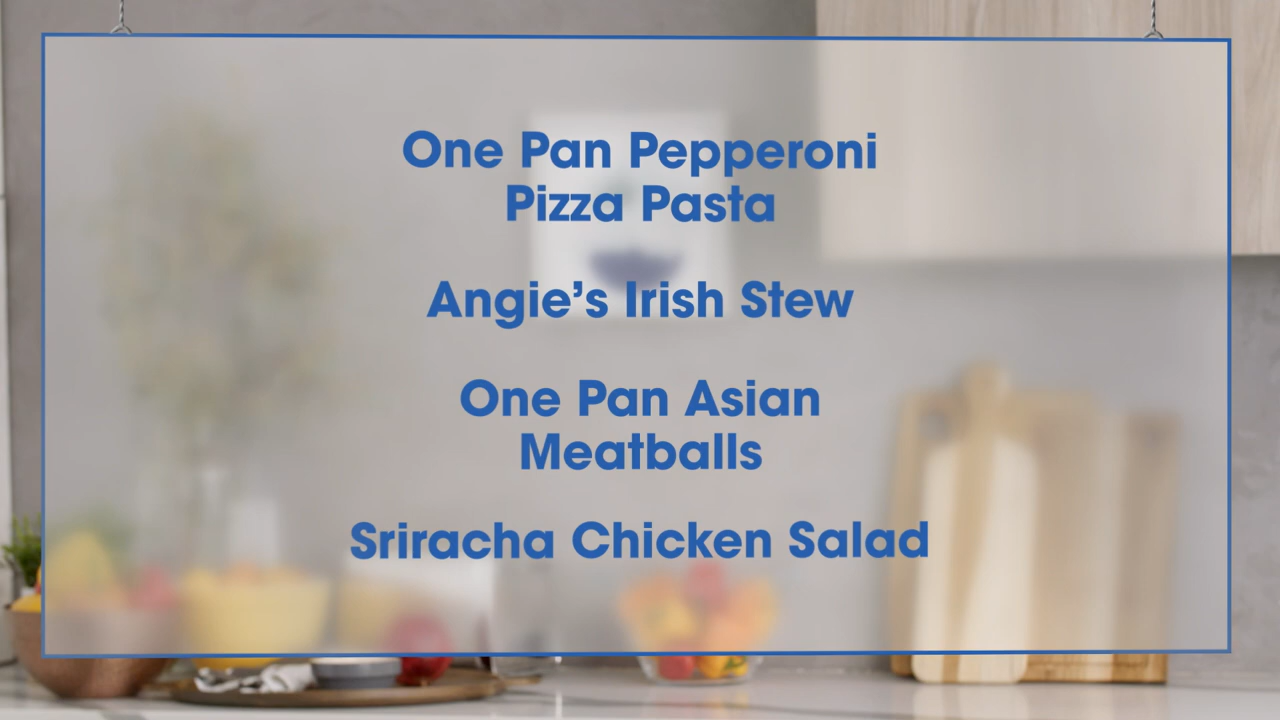 One Pan Pepperoni
Pizza Pasta
Angie’s Irish Stew
One Pan Asian
Meatballs
Sriracha Chicken Salad